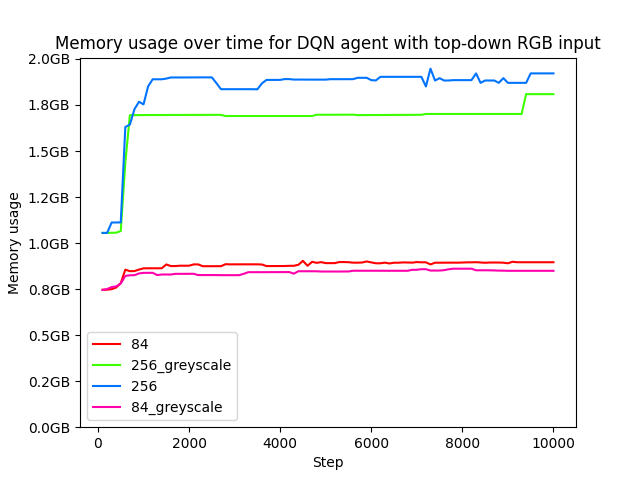 Memory usage over time for DQN agent with top-down RGB input
2.0GB
1.8GB
1.5GB
1.2GB
1.0GB
0.8GB
0.5GB
0.2GB
0.0GB
Memory usage
84
256_greyscale
256
84_greyscale
0 2000 4000 6000 8000 10000
Step